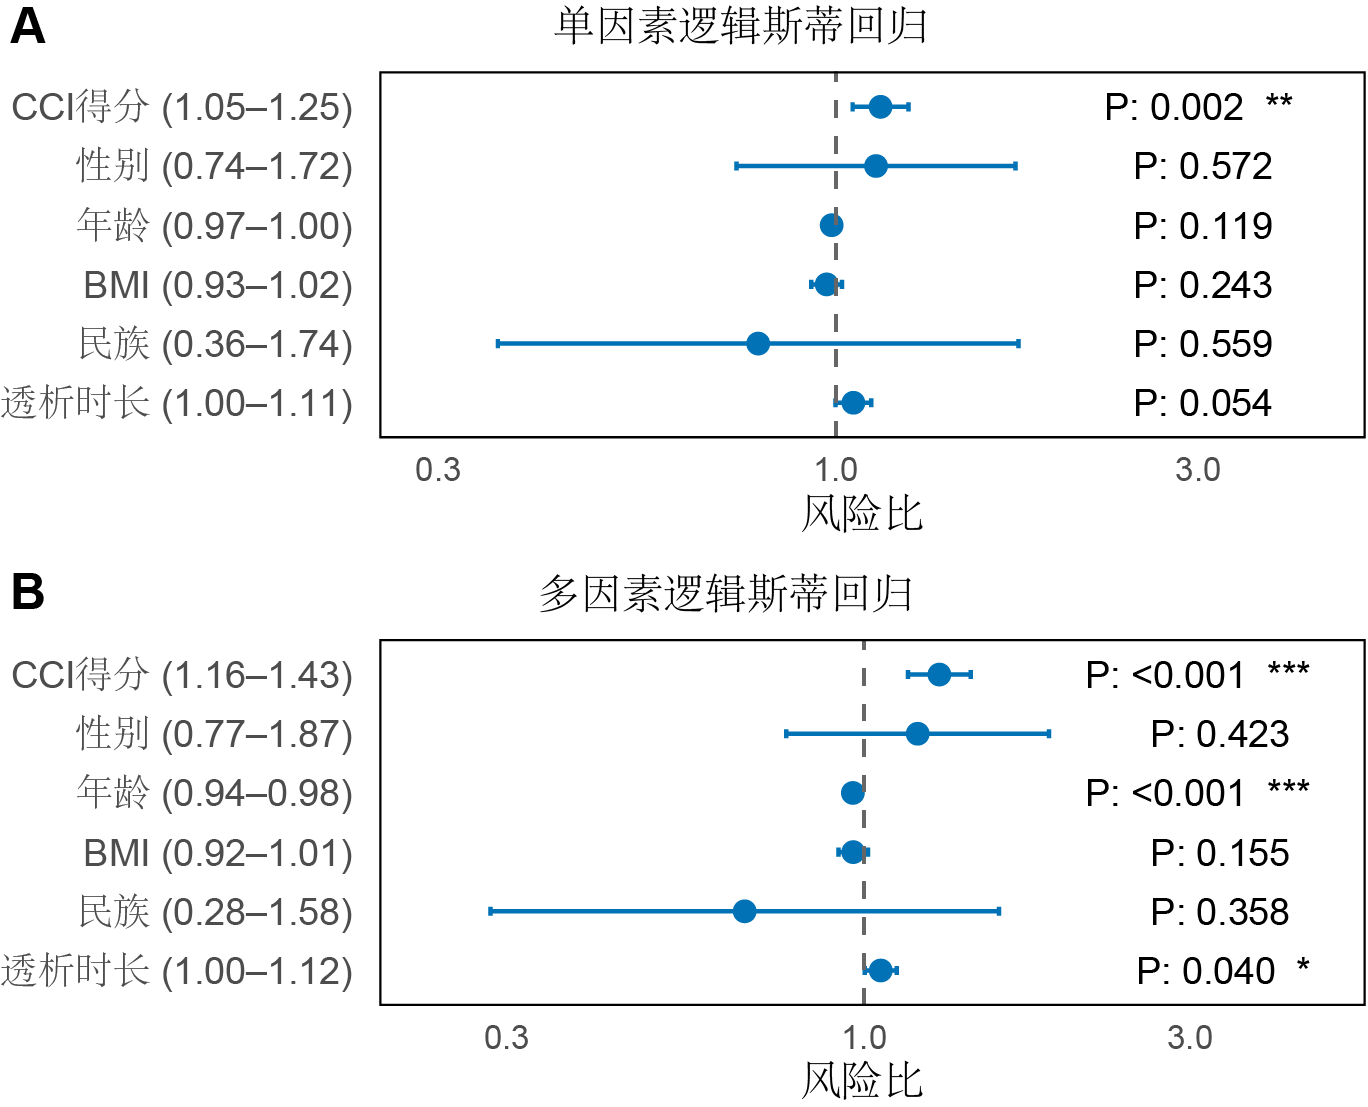 A
单因素逻辑斯蒂回归
CCI得分 (1.05–1.25) P: 0.002 **
性别 (0.74–1.72) P: 0.572
年龄 (0.97–1.00) P: 0.119
BMI (0.93–1.02) P: 0.243
民族 (0.36–1.74) P: 0.559
透析时长 (1.00–1.11) P: 0.054
0.3 1.0 3.0
风险比
B
多因素逻辑斯蒂回归
CCI得分 (1.16–1.43) P: <0.001 ***
性别 (0.77–1.87) P: 0.423
年龄 (0.94–0.98) P: <0.001 ***
BMI (0.92–1.01) P: 0.155
民族 (0.28–1.58) P: 0.358
透析时长 (1.00–1.12) P: 0.040 *
0.3 1.0 3.0
风险比